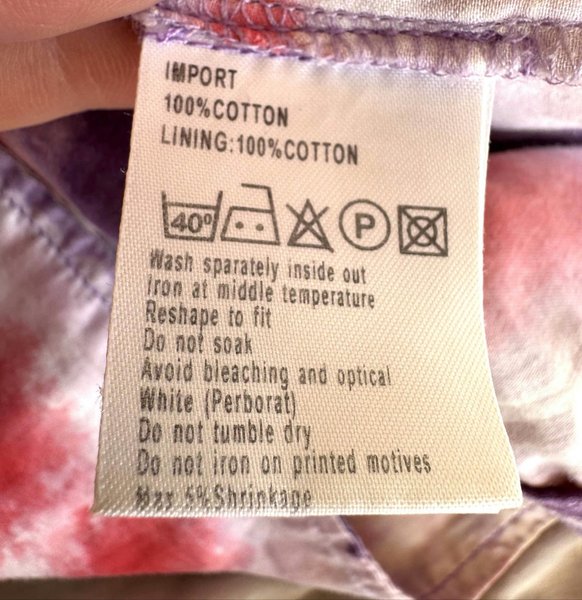 IMPORT
100%COTTON
LINING:100%COTTON
40° P
Wash sparately inside out
iron at middle temperature
Reshape to fit
Do not soak
Avoid bleaching and optical
White (Perborat)
Do not tumble dry
Do not iron on printed motives
Max 5%Shrinkage